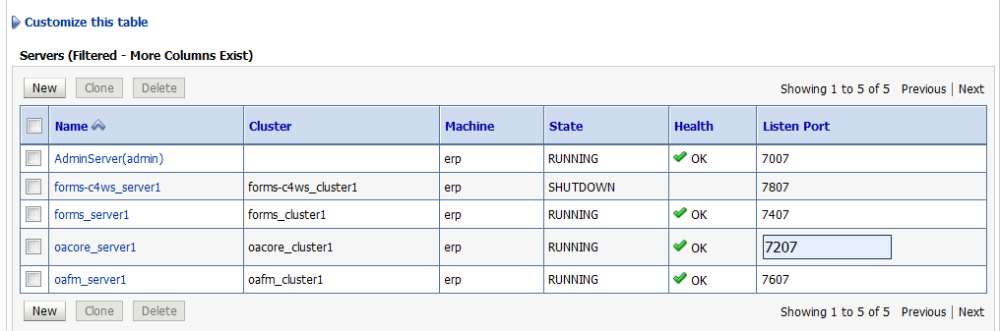 Customize this table
Servers (Filtered - More Columns Exist)
New Clone Delete Showing 1 to 5 of 5 Previous | Next
Name Cluster Machine State Health Listen Port
AdminServer(admin) erp RUNNING OK 7007
forms-c4ws_server1 forms-c4ws_cluster1 erp SHUTDOWN 7807
forms_server1 forms_cluster1 erp RUNNING OK 7407
oacore_server1 oacore_cluster1 erp RUNNING OK 7207
oafm_server1 oafm_cluster1 erp RUNNING OK 7607
New Clone Delete Showing 1 to 5 of 5 Previous | Next